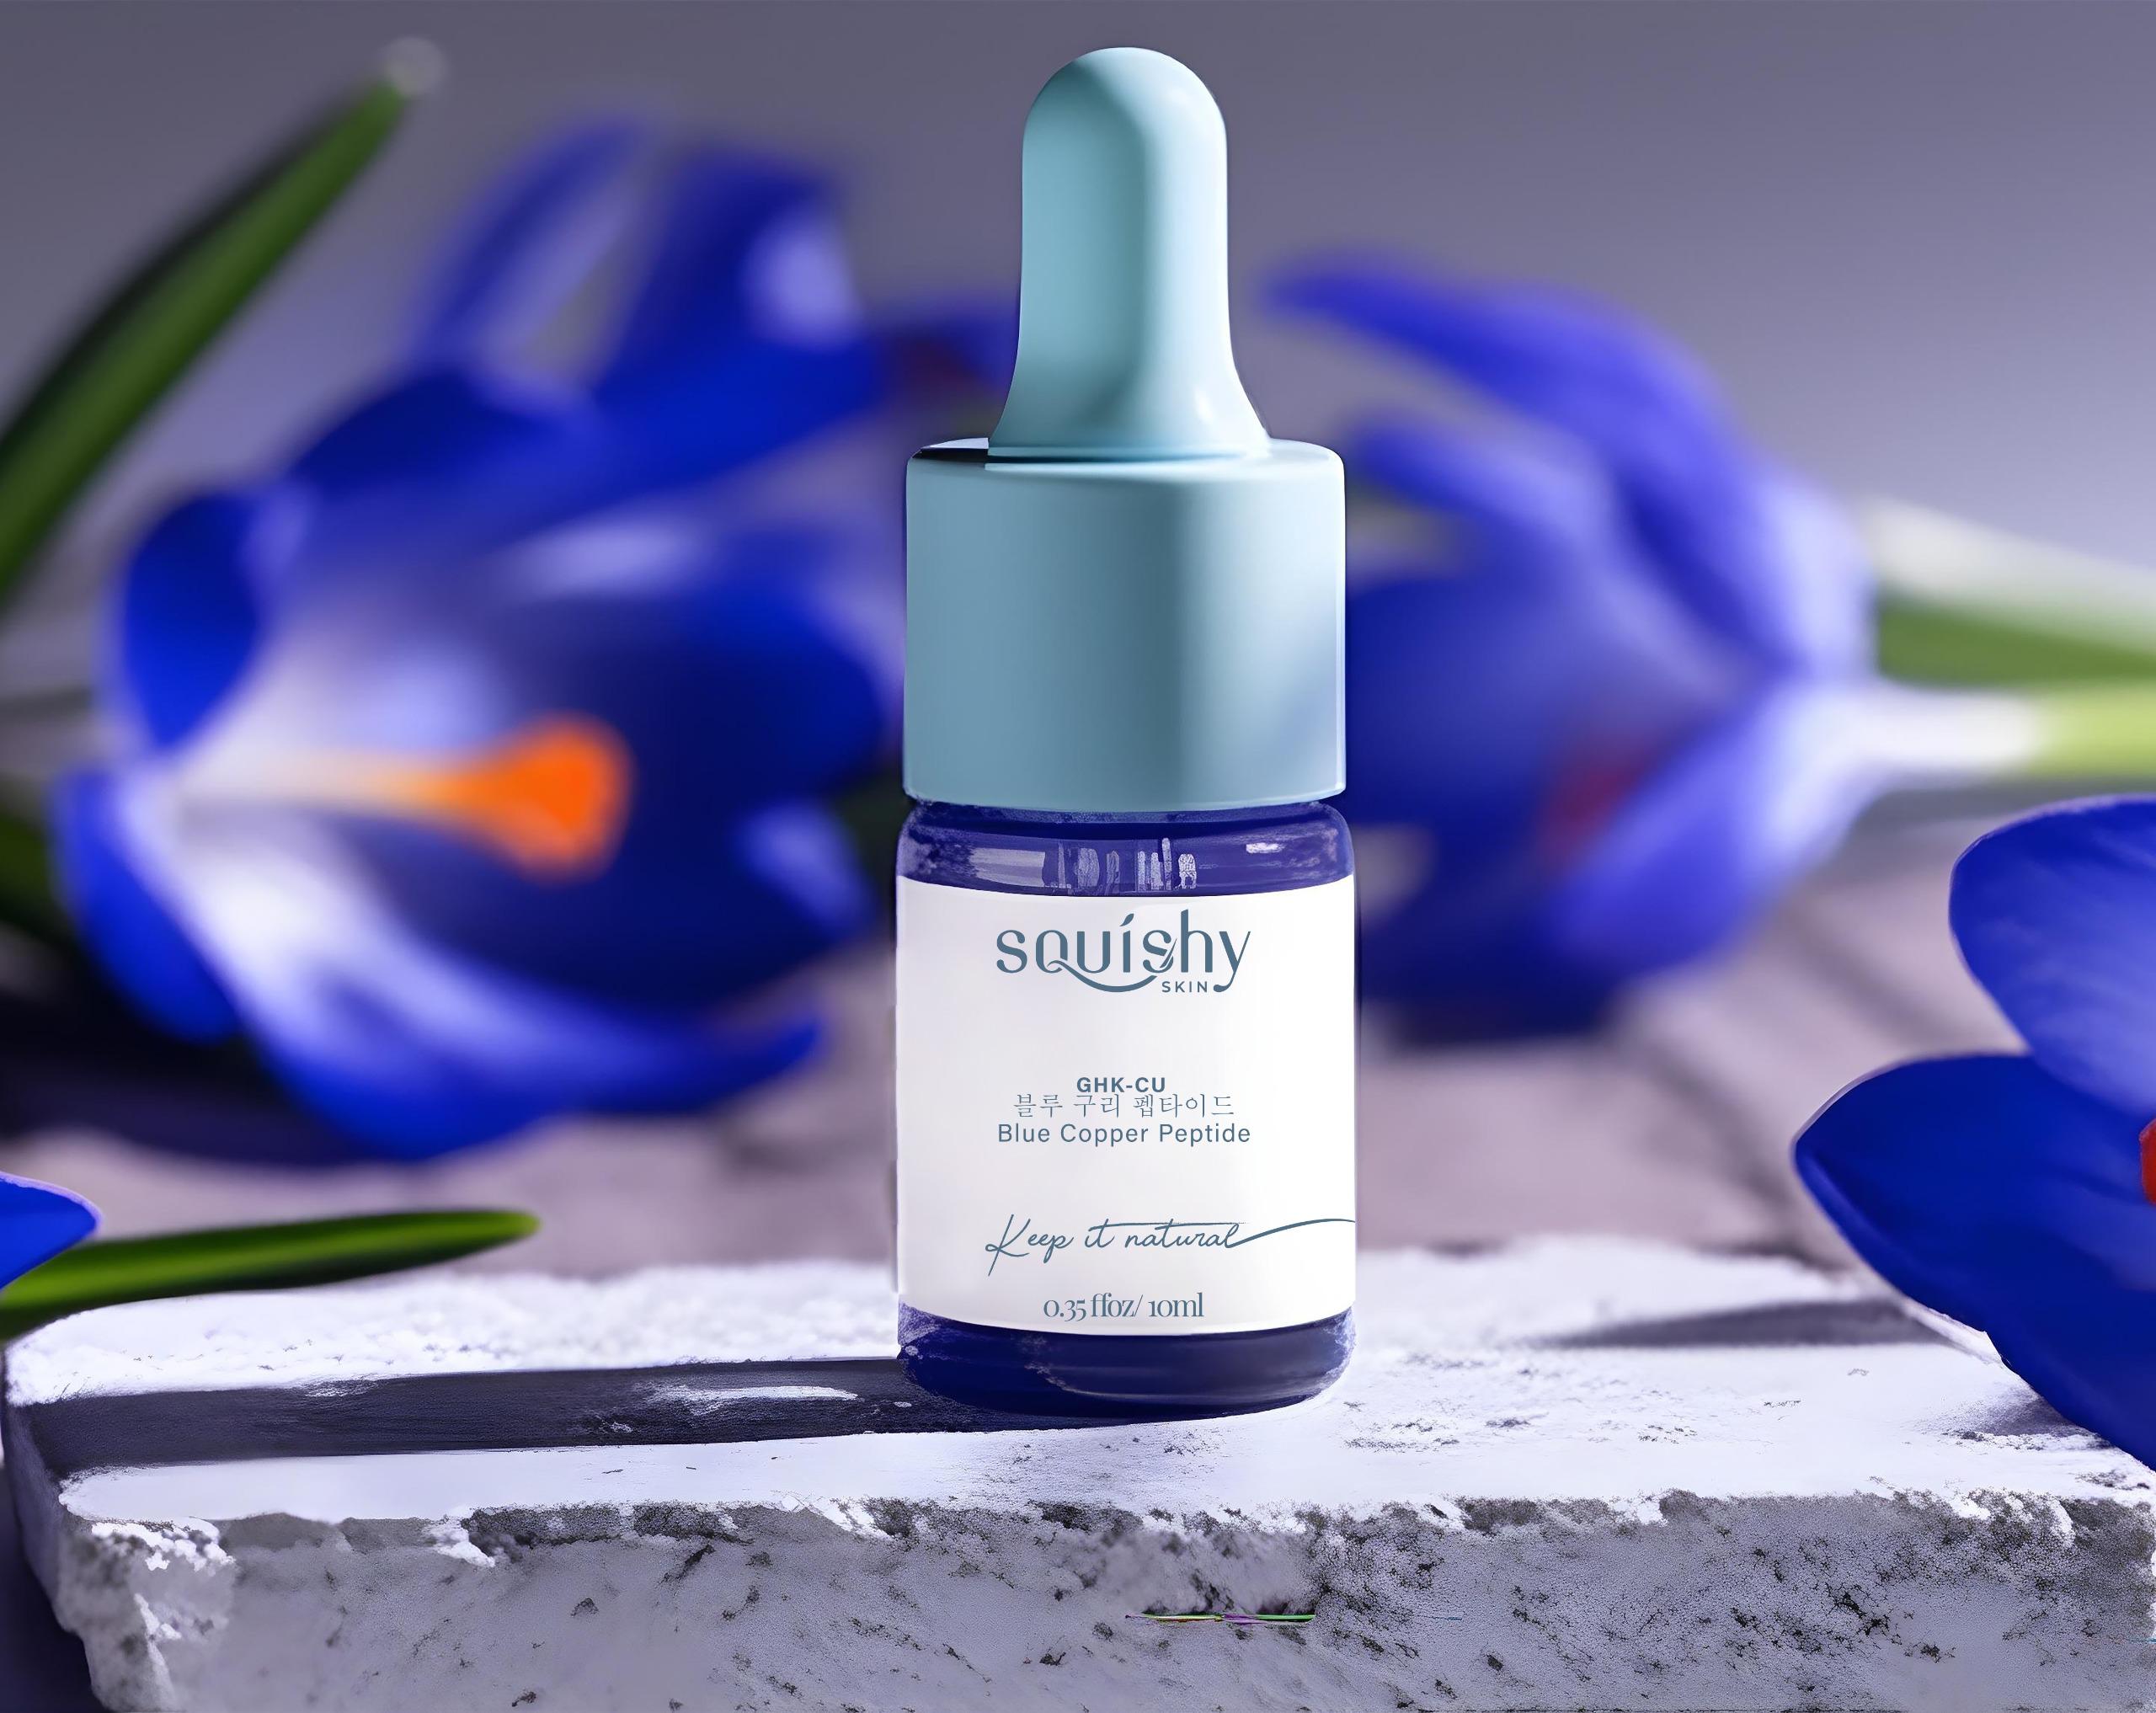 squishy
SKIN
GHK-CU
블루 구리 펩타이드
Blue Copper Peptide
Keep it natural
0.35 ffoz/ 10ml